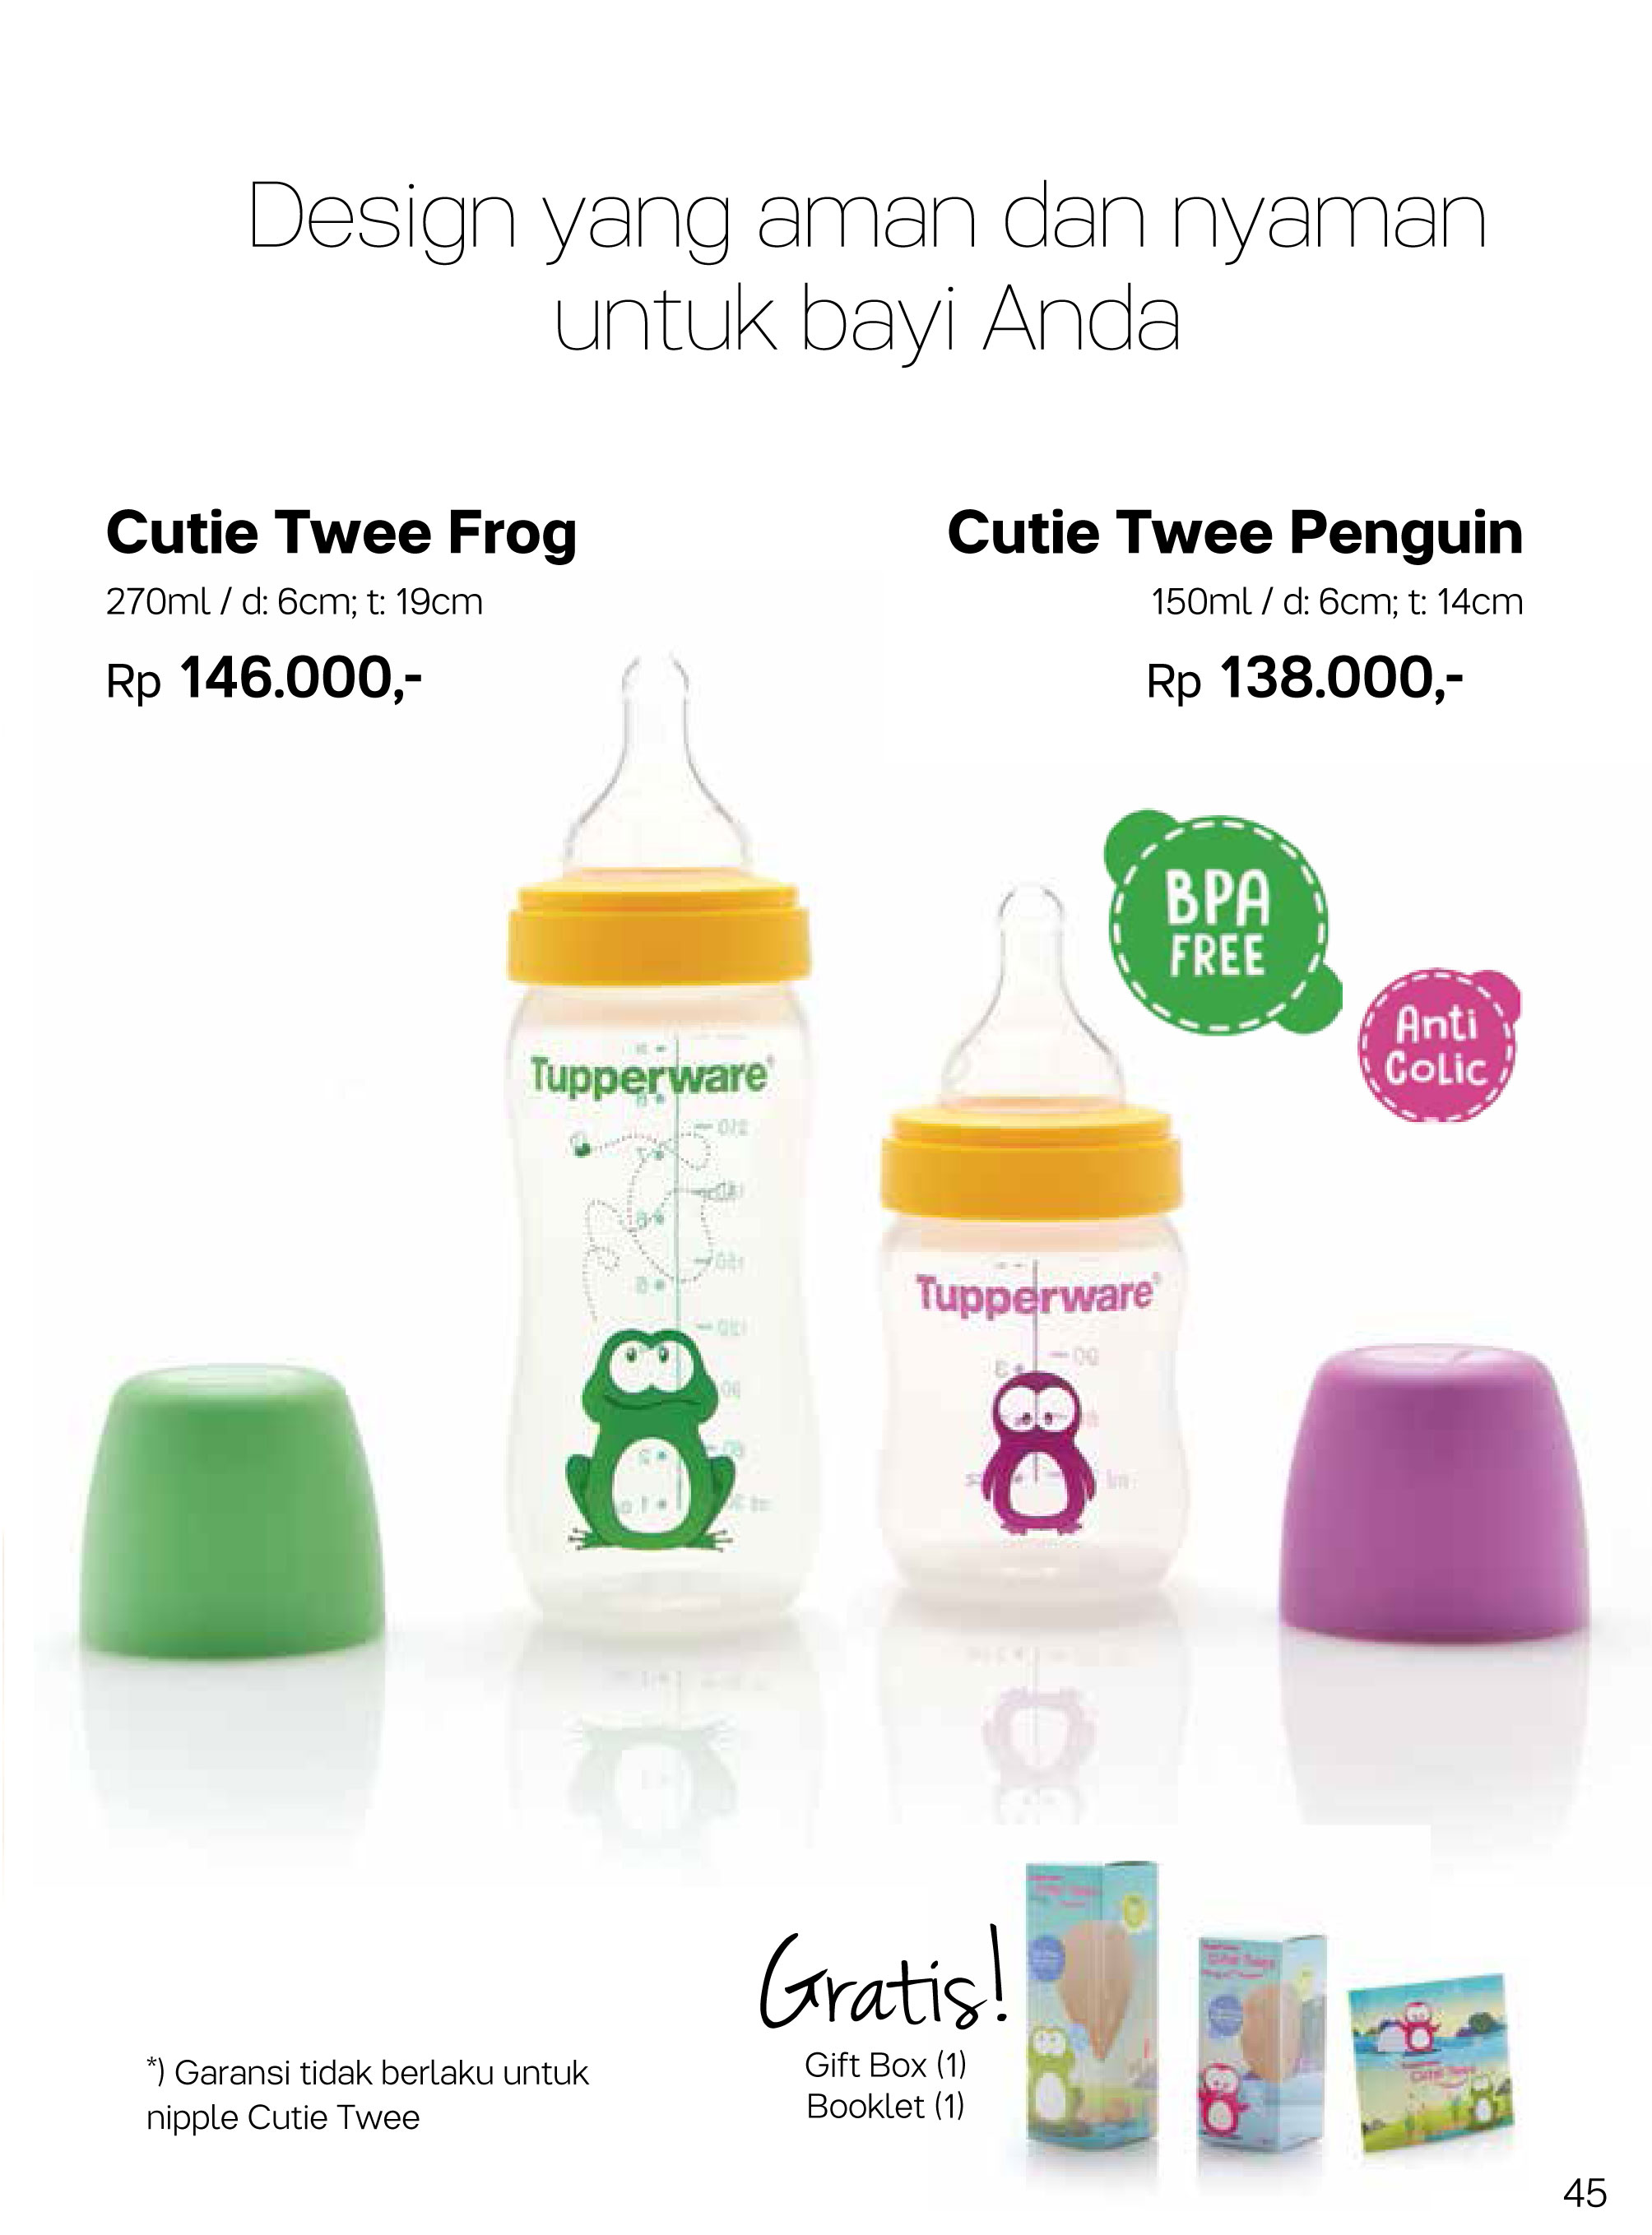 Design yang aman dan nyaman
untuk bayi Anda
Cutie Twee Frog
270ml / d: 6cm; t: 19cm
Rp 146.000,-
Cutie Twee Penguin
150ml / d: 6cm; t: 14cm
Rp 138.000,-
BPA
FREE
Anti
Colic
Tupperware®
Tupperware®
Gratis!
Gift Box (1)
Booklet (1)
*) Garansi tidak berlaku untuk
nipple Cutie Twee
45